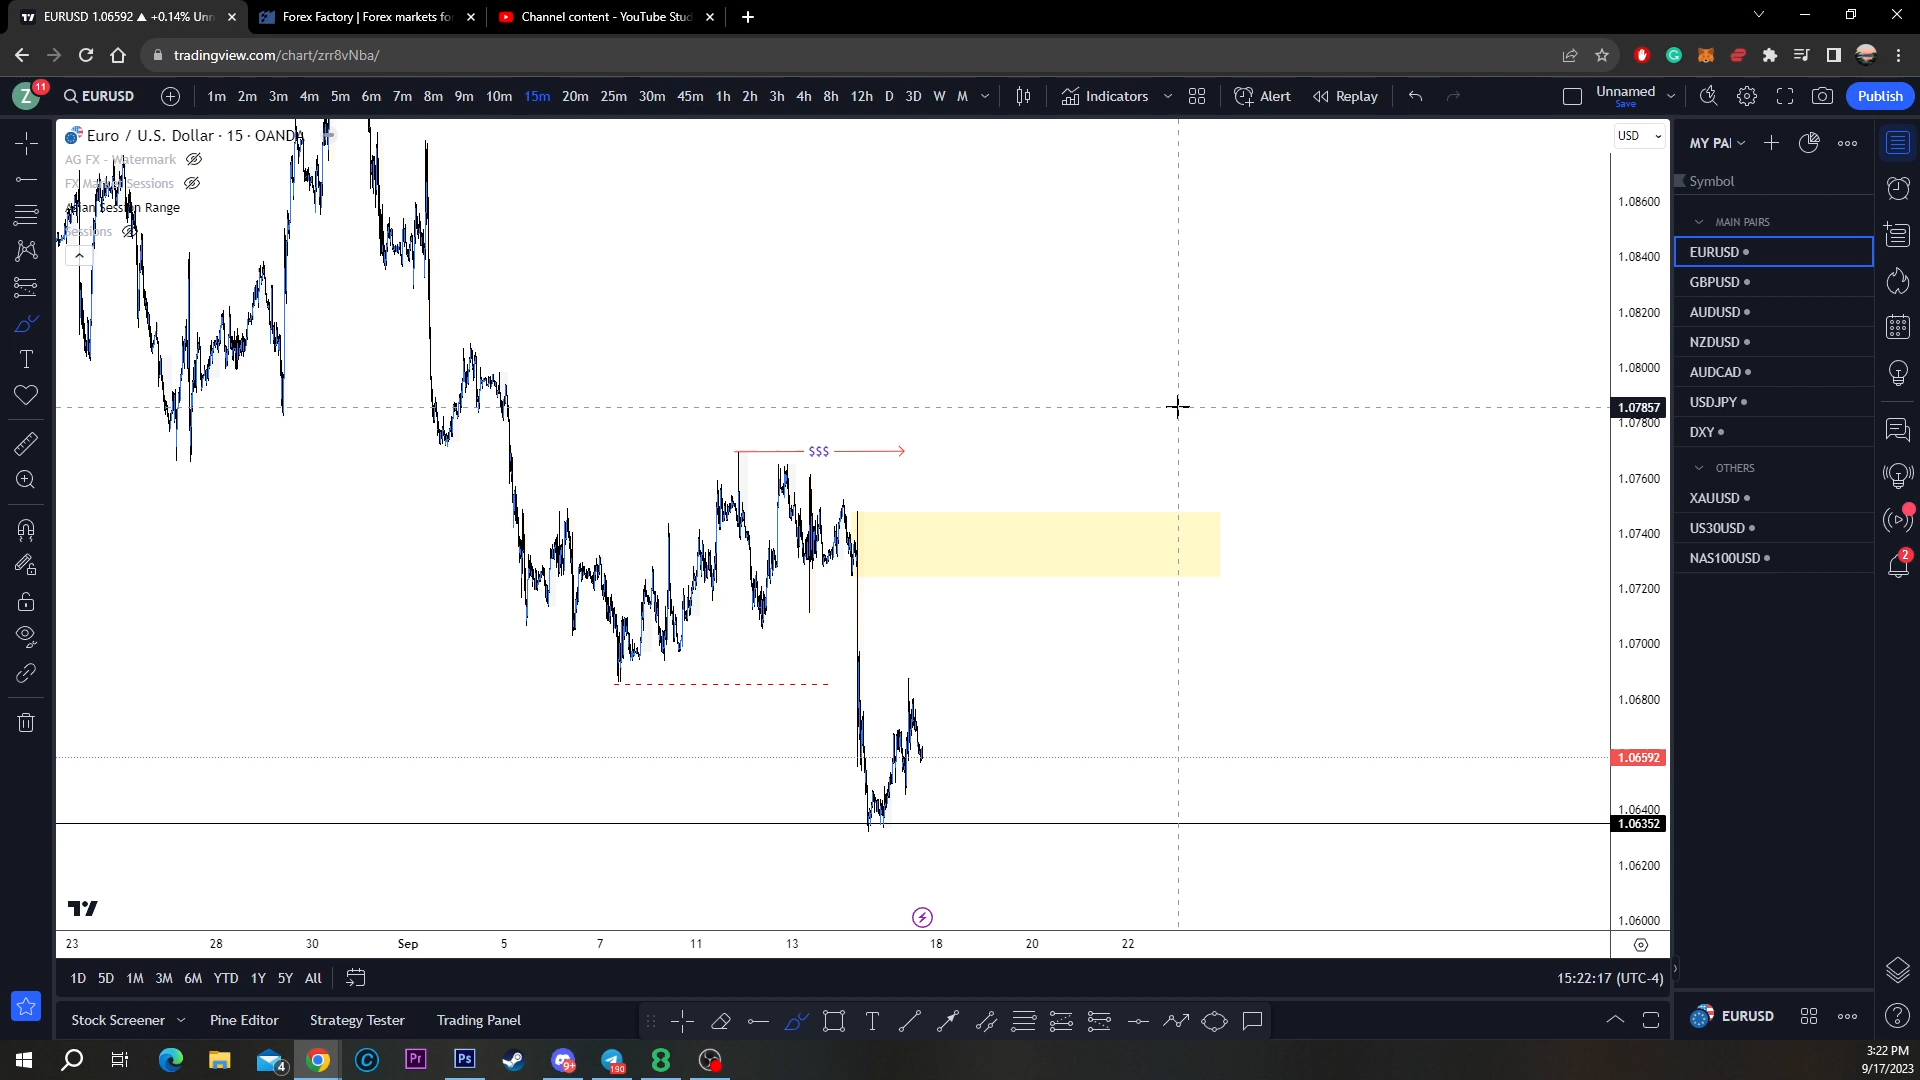 EURUSD 1.06592 ▲ +0.14% Unn
Forex Factory | Forex markets fo
Channel content - YouTube Stud
tradingview.com/chart/zrr8vNba/
Z 11 EURUSD 1m 2m 3m 4m 5m 6m 7m 8m 9m 10m 15m 20m 25m 30m 45m 1h 2h 3h 4h 8h 12h D 3D W M Indicators Alert Replay Unnamed Publish
Save
Euro / U.S. Dollar · 15 · OANDA
AG FX - Watermark
FX Market Sessions
Asian Session Range
Sessions
$$$
USD
1.08600
1.08400
1.08200
1.08000
1.07857
1.07800
1.07600
1.07400
1.07200
1.07000
1.06800
1.06592
1.06400
1.06352
1.06200
1.06000
23 28 30 Sep 5 7 11 13 18 20 22
1D 5D 1M 3M 6M YTD 1Y 5Y All
15:22:17 (UTC-4)
Stock Screener Pine Editor Strategy Tester Trading Panel
MY PAI
Symbol
MAIN PAIRS
EURUSD
GBPUSD
AUDUSD
NZDUSD
AUDCAD
USDJPY
DXY
OTHERS
XAUUSD
US30USD
NAS100USD
2
EURUSD
4
Pr
Ps
9+
190
3:22 PM
9/17/2023